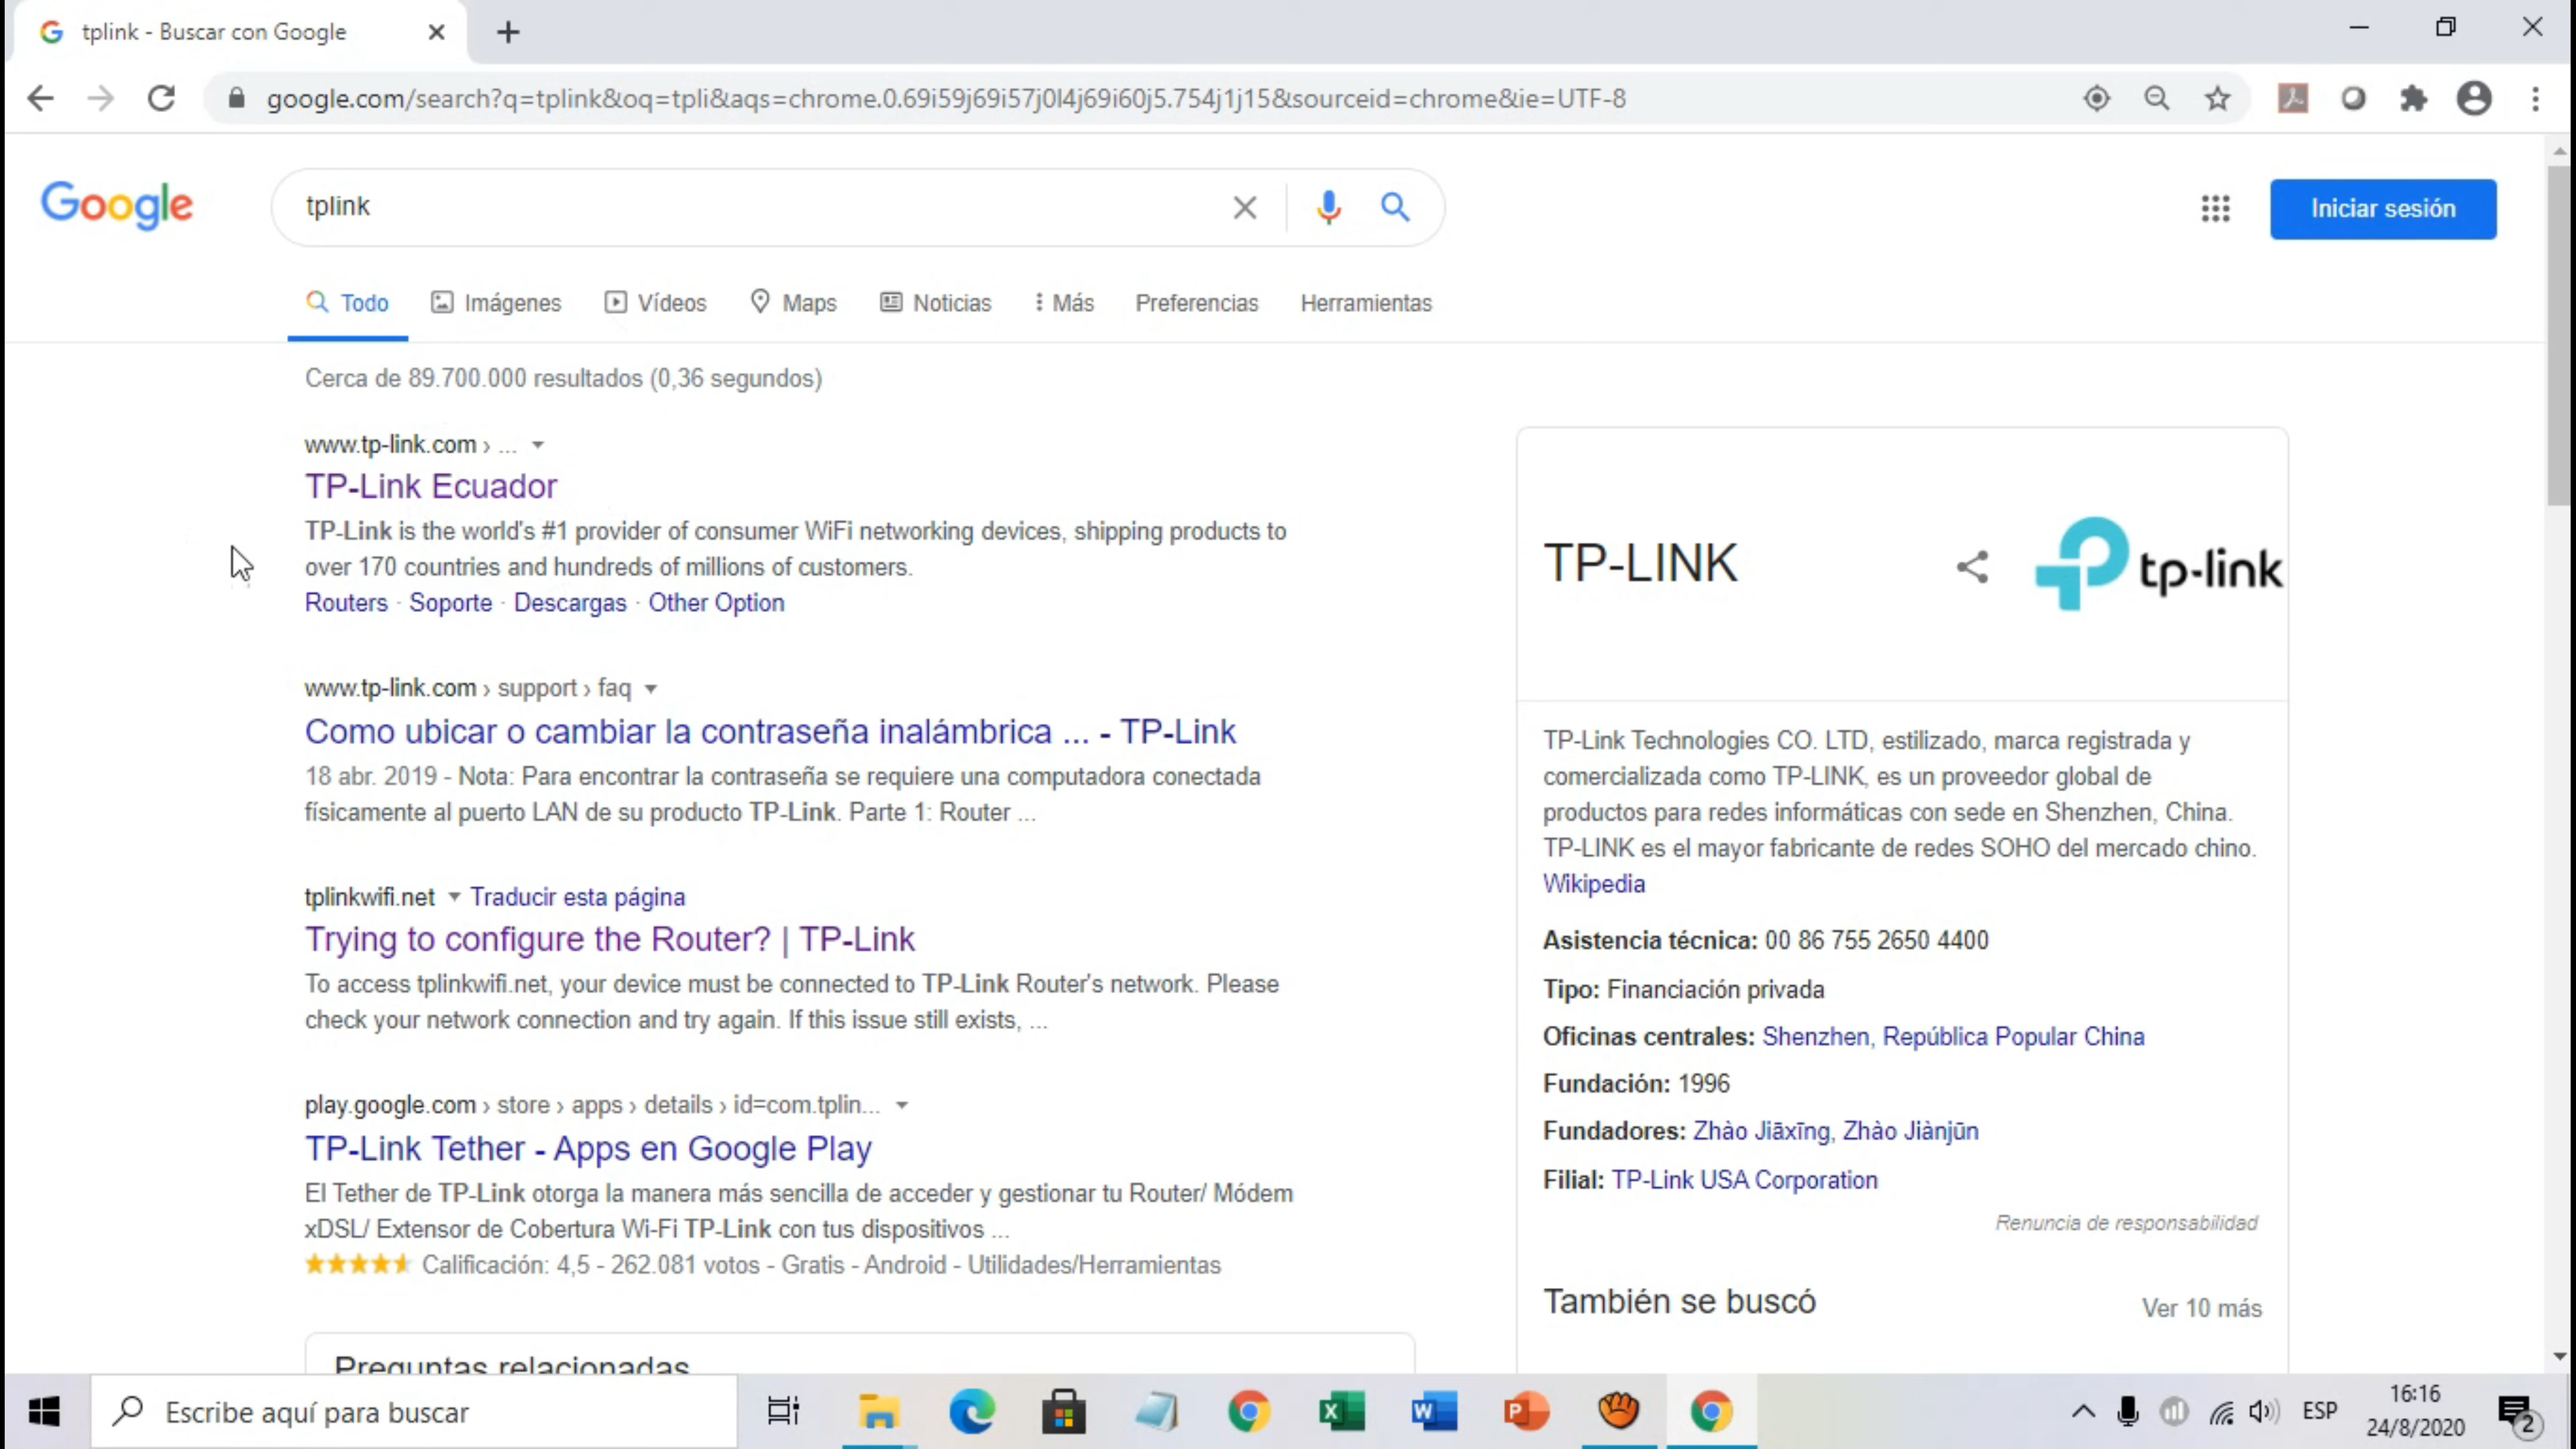 tplink - Buscar con Google
google.com/search?q=tplink&oq=tpli&aqs=chrome.0.69i59j69i57j0l4j69i60j5.754j1j15&sourceid=chrome&ie=UTF-8
Google
tplink
Iniciar sesión
Todo Imágenes Vídeos Maps Noticias Más Preferencias Herramientas
Cerca de 89.700.000 resultados (0,36 segundos)
www.tp-link.com › ...
TP-Link Ecuador
TP-Link is the world's #1 provider of consumer WiFi networking devices, shipping products to
over 170 countries and hundreds of millions of customers.
Routers · Soporte · Descargas · Other Option
www.tp-link.com › support › faq
Como ubicar o cambiar la contraseña inalámbrica ... - TP-Link
18 abr. 2019 - Nota: Para encontrar la contraseña se requiere una computadora conectada
físicamente al puerto LAN de su producto TP-Link. Parte 1: Router ...
tplinkwifi.net Traducir esta página
Trying to configure the Router? | TP-Link
To access tplinkwifi.net, your device must be connected to TP-Link Router's network. Please
check your network connection and try again. If this issue still exists, ...
play.google.com › store › apps › details › id=com.tplin...
TP-Link Tether - Apps en Google Play
El Tether de TP-Link otorga la manera más sencilla de acceder y gestionar tu Router/ Módem
xDSL/ Extensor de Cobertura Wi-Fi TP-Link con tus dispositivos ...
Calificación: 4,5 - 262.081 votos - Gratis - Android - Utilidades/Herramientas
Preguntas relacionadas
TP-LINK
tp-link
TP-Link Technologies CO. LTD, estilizado, marca registrada y
comercializada como TP-LINK, es un proveedor global de
productos para redes informáticas con sede en Shenzhen, China.
TP-LINK es el mayor fabricante de redes SOHO del mercado chino.
Wikipedia
Asistencia técnica: 00 86 755 2650 4400
Tipo: Financiación privada
Oficinas centrales: Shenzhen, República Popular China
Fundación: 1996
Fundadores: Zhào Jiāxīng, Zhào Jiànjūn
Filial: TP-Link USA Corporation
Renuncia de responsabilidad
También se buscó
Ver 10 más
Escribe aquí para buscar
ESP
16:16
24/8/2020
2